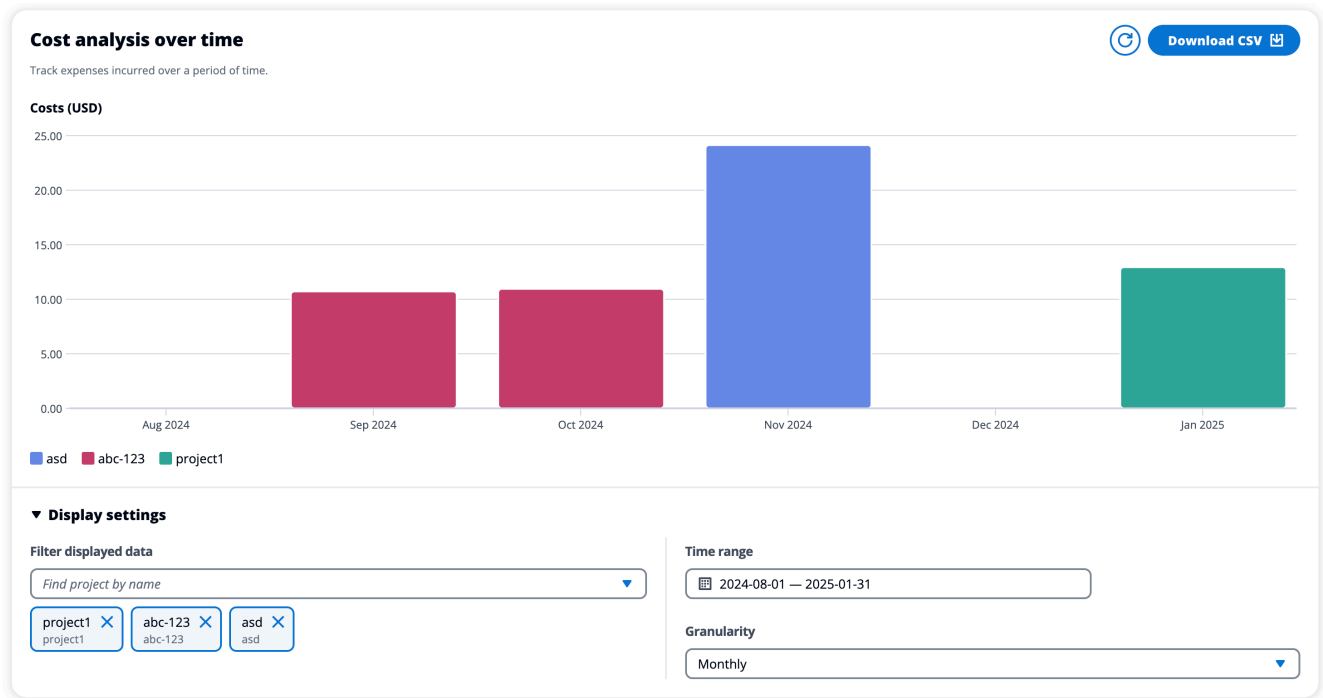 Cost analysis over time
Download CSV
Track expenses incurred over a period of time.
Costs (USD)
25.00
20.00
15.00
10.00
5.00
0.00
Aug 2024 Sep 2024 Oct 2024 Nov 2024 Dec 2024 Jan 2025
asd abc-123 project1
Display settings
Filter displayed data
Find project by name
project1 abc-123 asd
project1 abc-123 asd
Time range
2024-08-01 — 2025-01-31
Granularity
Monthly